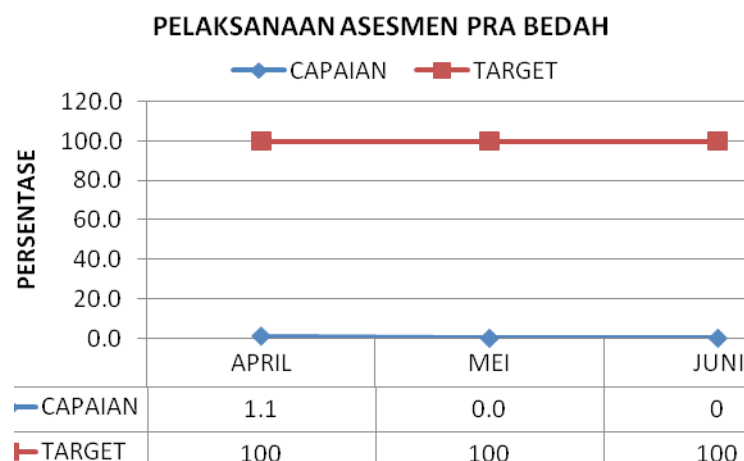 PELAKSANAAN ASESMEN PRA BEDAH
CAPAIAN TARGET
PERSENTASE
120.0
100.0
80.0
60.0
40.0
20.0
0.0
APRIL MEI JUNI
CAPAIAN 1.1 0.0 0
TARGET 100 100 100